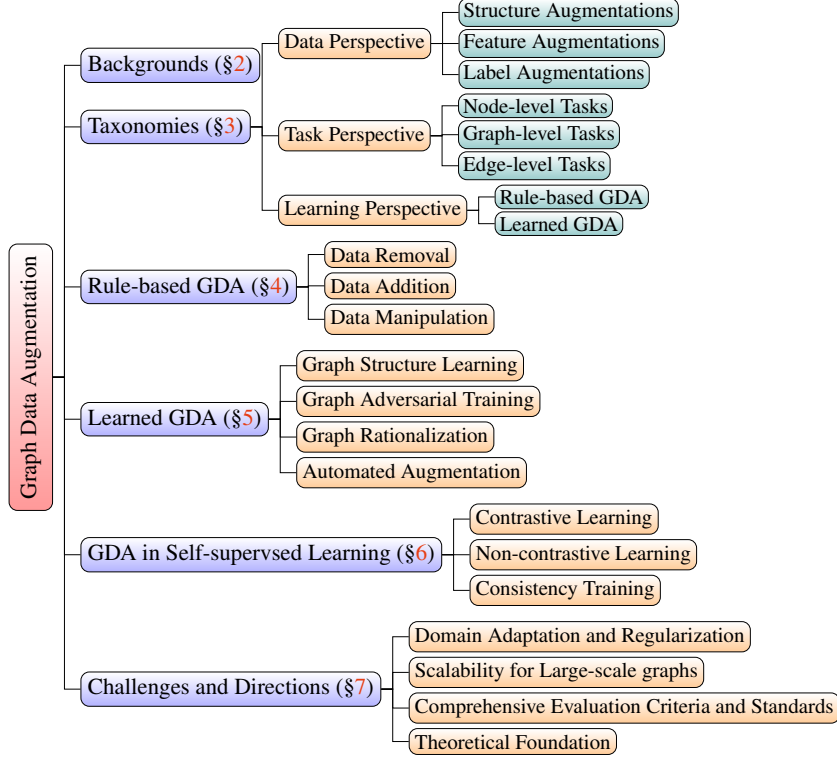 Graph Data Augmentation
Backgrounds (§2)
Taxonomies (§3)
Data Perspective
Structure Augmentations
Feature Augmentations
Label Augmentations
Task Perspective
Node-level Tasks
Graph-level Tasks
Edge-level Tasks
Learning Perspective
Rule-based GDA
Learned GDA
Rule-based GDA (§4)
Data Removal
Data Addition
Data Manipulation
Learned GDA (§5)
Graph Structure Learning
Graph Adversarial Training
Graph Rationalization
Automated Augmentation
GDA in Self-supervsed Learning (§6)
Contrastive Learning
Non-contrastive Learning
Consistency Training
Challenges and Directions (§7)
Domain Adaptation and Regularization
Scalability for Large-scale graphs
Comprehensive Evaluation Criteria and Standards
Theoretical Foundation